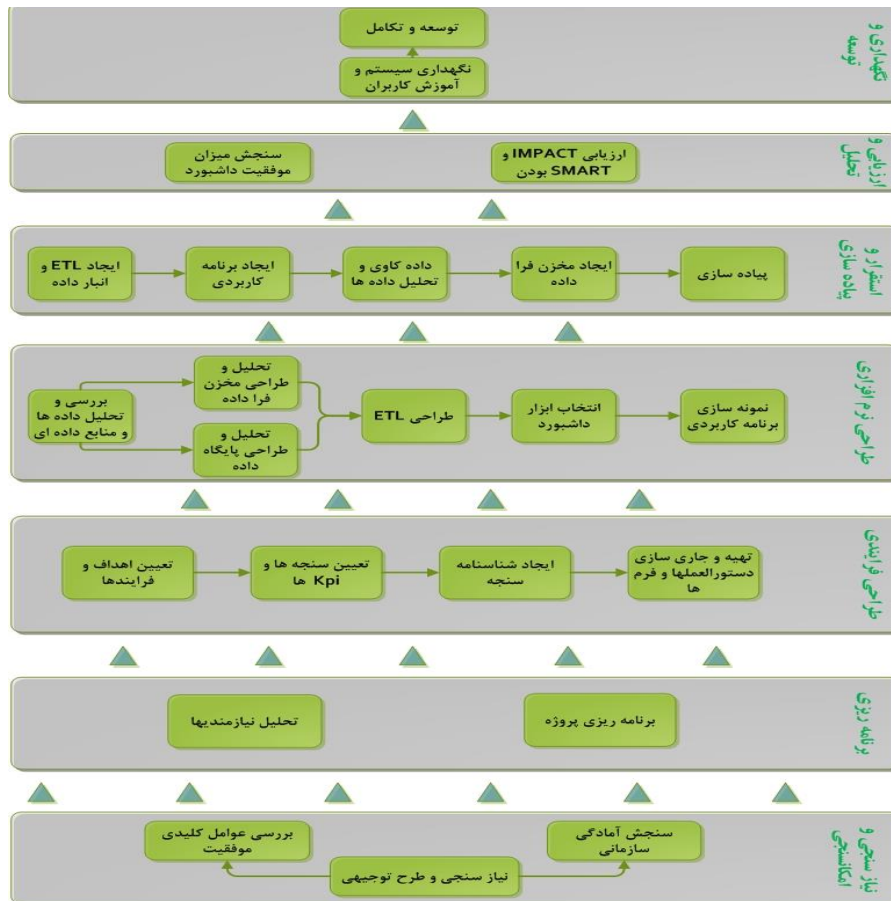 نگهداری و
توسعه
توسعه و تکامل
نگهداری سیستم و
آموزش کاربران
ارزیابی و
تحلیل
ارزیابی IMPACT و
SMART بودن
سنجش میزان
موفقیت داشبورد
استقرار و
پیاده سازی
ایجاد ETL و
انبار داده
ایجاد برنامه
کاربردی
داده کاوی و
تحلیل داده ها
ایجاد مخزن فرا
داده
پیاده سازی
طراحی نرم افزاری
بررسی و
تحلیل داده ها
و منابع داده ای
تحلیل و
طراحی مخزن
فرا داده
تحلیل و
طراحی پایگاه
داده
طراحی ETL
انتخاب ابزار
داشبورد
نمونه سازی
برنامه کاربردی
طراحی فرایندی
تعیین اهداف و
فرایندها
تعیین سنجه ها و
Kpi ها
ایجاد شناسنامه
سنجه
تهیه و جاری سازی
دستورالعملها و فرم
ها
برنامه ریزی
برنامه ریزی پروژه
تحلیل نیازمندیها
نیاز سنجی و
امکانسنجی
سنجش آمادگی
سازمانی
بررسی عوامل کلیدی
موفقیت
نیاز سنجی و طرح توجیهی